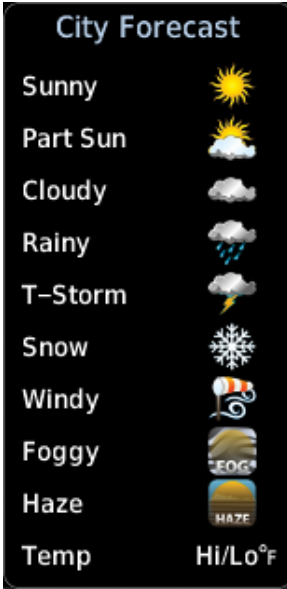 City Forecast
Sunny
Part Sun
Cloudy
Rainy
T-Storm
Snow
Windy
Foggy FOG
Haze HAZE
Temp Hi/Lo°F